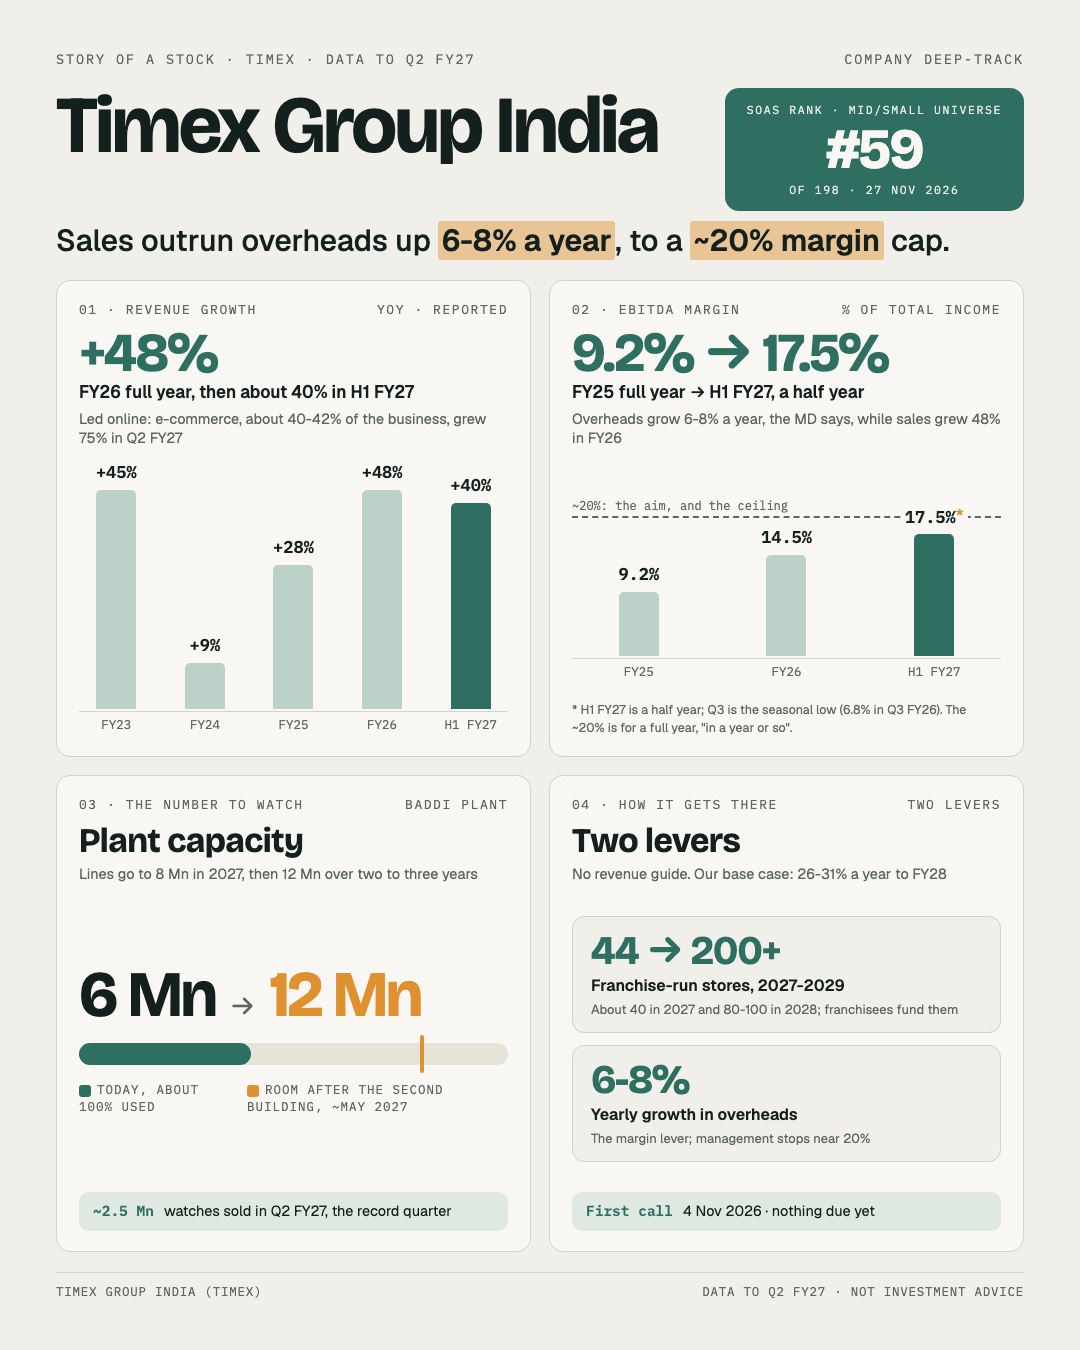 STORY OF A STOCK · TIMEX · DATA TO Q2 FY27
COMPANY DEEP-TRACK
Timex Group India
SOAS RANK · MID/SMALL UNIVERSE
#59
OF 198 · 27 NOV 2026
Sales outrun overheads up 6-8% a year, to a ~20% margin cap.
01 · REVENUE GROWTH
YOY · REPORTED
+48%
FY26 full year, then about 40% in H1 FY27
Led online: e-commerce, about 40-42% of the business, grew
75% in Q2 FY27
+45%
+9%
+28%
+48%
+40%
FY23
FY24
FY25
FY26
H1 FY27
02 · EBITDA MARGIN
% OF TOTAL INCOME
9.2% → 17.5%
FY25 full year → H1 FY27, a half year
Overheads grow 6-8% a year, the MD says, while sales grew 48%
in FY26
~20%: the aim, and the ceiling
9.2%
14.5%
17.5%*
FY25
FY26
H1 FY27
* H1 FY27 is a half year; Q3 is the seasonal low (6.8% in Q3 FY26). The
~20% is for a full year, "in a year or so".
03 · THE NUMBER TO WATCH
BADDI PLANT
Plant capacity
Lines go to 8 Mn in 2027, then 12 Mn over two to three years
6 Mn → 12 Mn
TODAY, ABOUT
100% USED
ROOM AFTER THE SECOND
BUILDING, ~MAY 2027
~2.5 Mn watches sold in Q2 FY27, the record quarter
04 · HOW IT GETS THERE
TWO LEVERS
Two levers
No revenue guide. Our base case: 26-31% a year to FY28
44 → 200+
Franchise-run stores, 2027-2029
About 40 in 2027 and 80-100 in 2028; franchisees fund them
6-8%
Yearly growth in overheads
The margin lever; management stops near 20%
First call 4 Nov 2026 · nothing due yet
TIMEX GROUP INDIA (TIMEX)
DATA TO Q2 FY27 · NOT INVESTMENT ADVICE